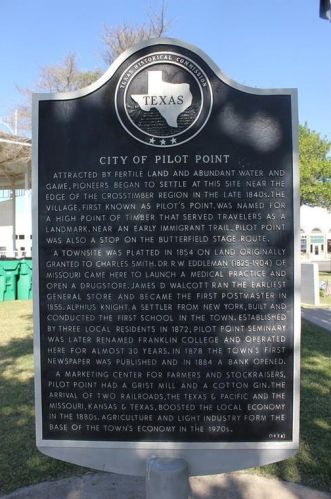 TEXAS HISTORICAL COMMISSION
TEXAS
CITY OF PILOT POINT
ATTRACTED BY FERTILE LAND AND ABUNDANT WATER AND
GAME, PIONEERS BEGAN TO SETTLE AT THIS SITE NEAR THE
EDGE OF THE CROSSTIMBER REGION IN THE LATE 1840s. THE
VILLAGE, FIRST KNOWN AS PILOT'S POINT, WAS NAMED FOR
A HIGH POINT OF TIMBER THAT SERVED TRAVELERS AS A
LANDMARK. NEAR AN EARLY IMMIGRANT TRAIL, PILOT POINT
WAS ALSO A STOP ON THE BUTTERFIELD STAGE ROUTE.
A TOWNSITE WAS PLATTED IN 1854 ON LAND ORIGINALLY
GRANTED TO CHARLES SMITH. DR R W EDDLEMAN (1825-1904) OF
MISSOURI CAME HERE TO LAUNCH A MEDICAL PRACTICE AND
OPEN A DRUGSTORE. JAMES D WALCOTT RAN THE EARLIEST
GENERAL STORE AND BECAME THE FIRST POSTMASTER IN
1855. ALPHIUS KNIGHT, A SETTLER FROM NEW YORK, BUILT AND
CONDUCTED THE FIRST SCHOOL IN THE TOWN. ESTABLISHED
BY THREE LOCAL RESIDENTS IN 1872, PILOT POINT SEMINARY
WAS LATER RENAMED FRANKLIN COLLEGE AND OPERATED
HERE FOR ALMOST 30 YEARS. IN 1878 THE TOWN'S FIRST
NEWSPAPER WAS PUBLISHED AND IN 1884 A BANK OPENED.
A MARKETING CENTER FOR FARMERS AND STOCKRAISERS,
PILOT POINT HAD A GRIST MILL AND A COTTON GIN. THE
ARRIVAL OF TWO RAILROADS, THE TEXAS & PACIFIC AND THE
MISSOURI, KANSAS & TEXAS, BOOSTED THE LOCAL ECONOMY
IN THE 1880s. AGRICULTURE AND LIGHT INDUSTRY FORM THE
BASE OF THE TOWN'S ECONOMY IN THE 1970s.